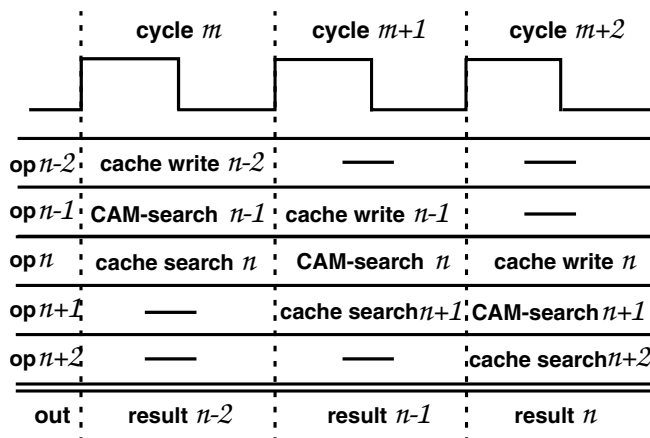 cycle m cycle m+1 cycle m+2
op n-2 cache write n-2 — —
op n-1 CAM-search n-1 cache write n-1 —
op n cache search n CAM-search n cache write n
op n+1 — cache search n+1 CAM-search n+1
op n+2 — — cache search n+2
out result n-2 result n-1 result n